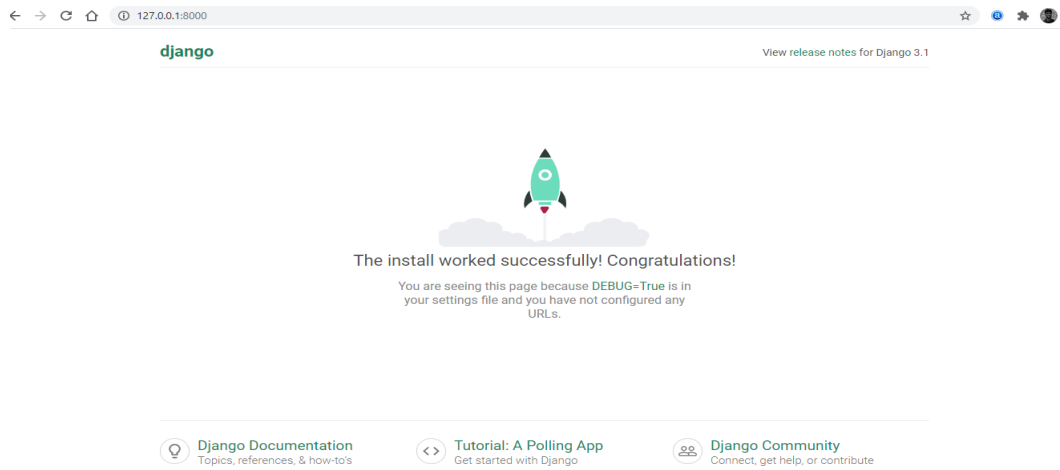 127.0.0.1:8000
django
View release notes for Django 3.1
The install worked successfully! Congratulations!
You are seeing this page because DEBUG=True is in
your settings file and you have not configured any
URLs.
Django Documentation
Topics, references, & how-to's
Tutorial: A Polling App
Get started with Django
Django Community
Connect, get help, or contribute